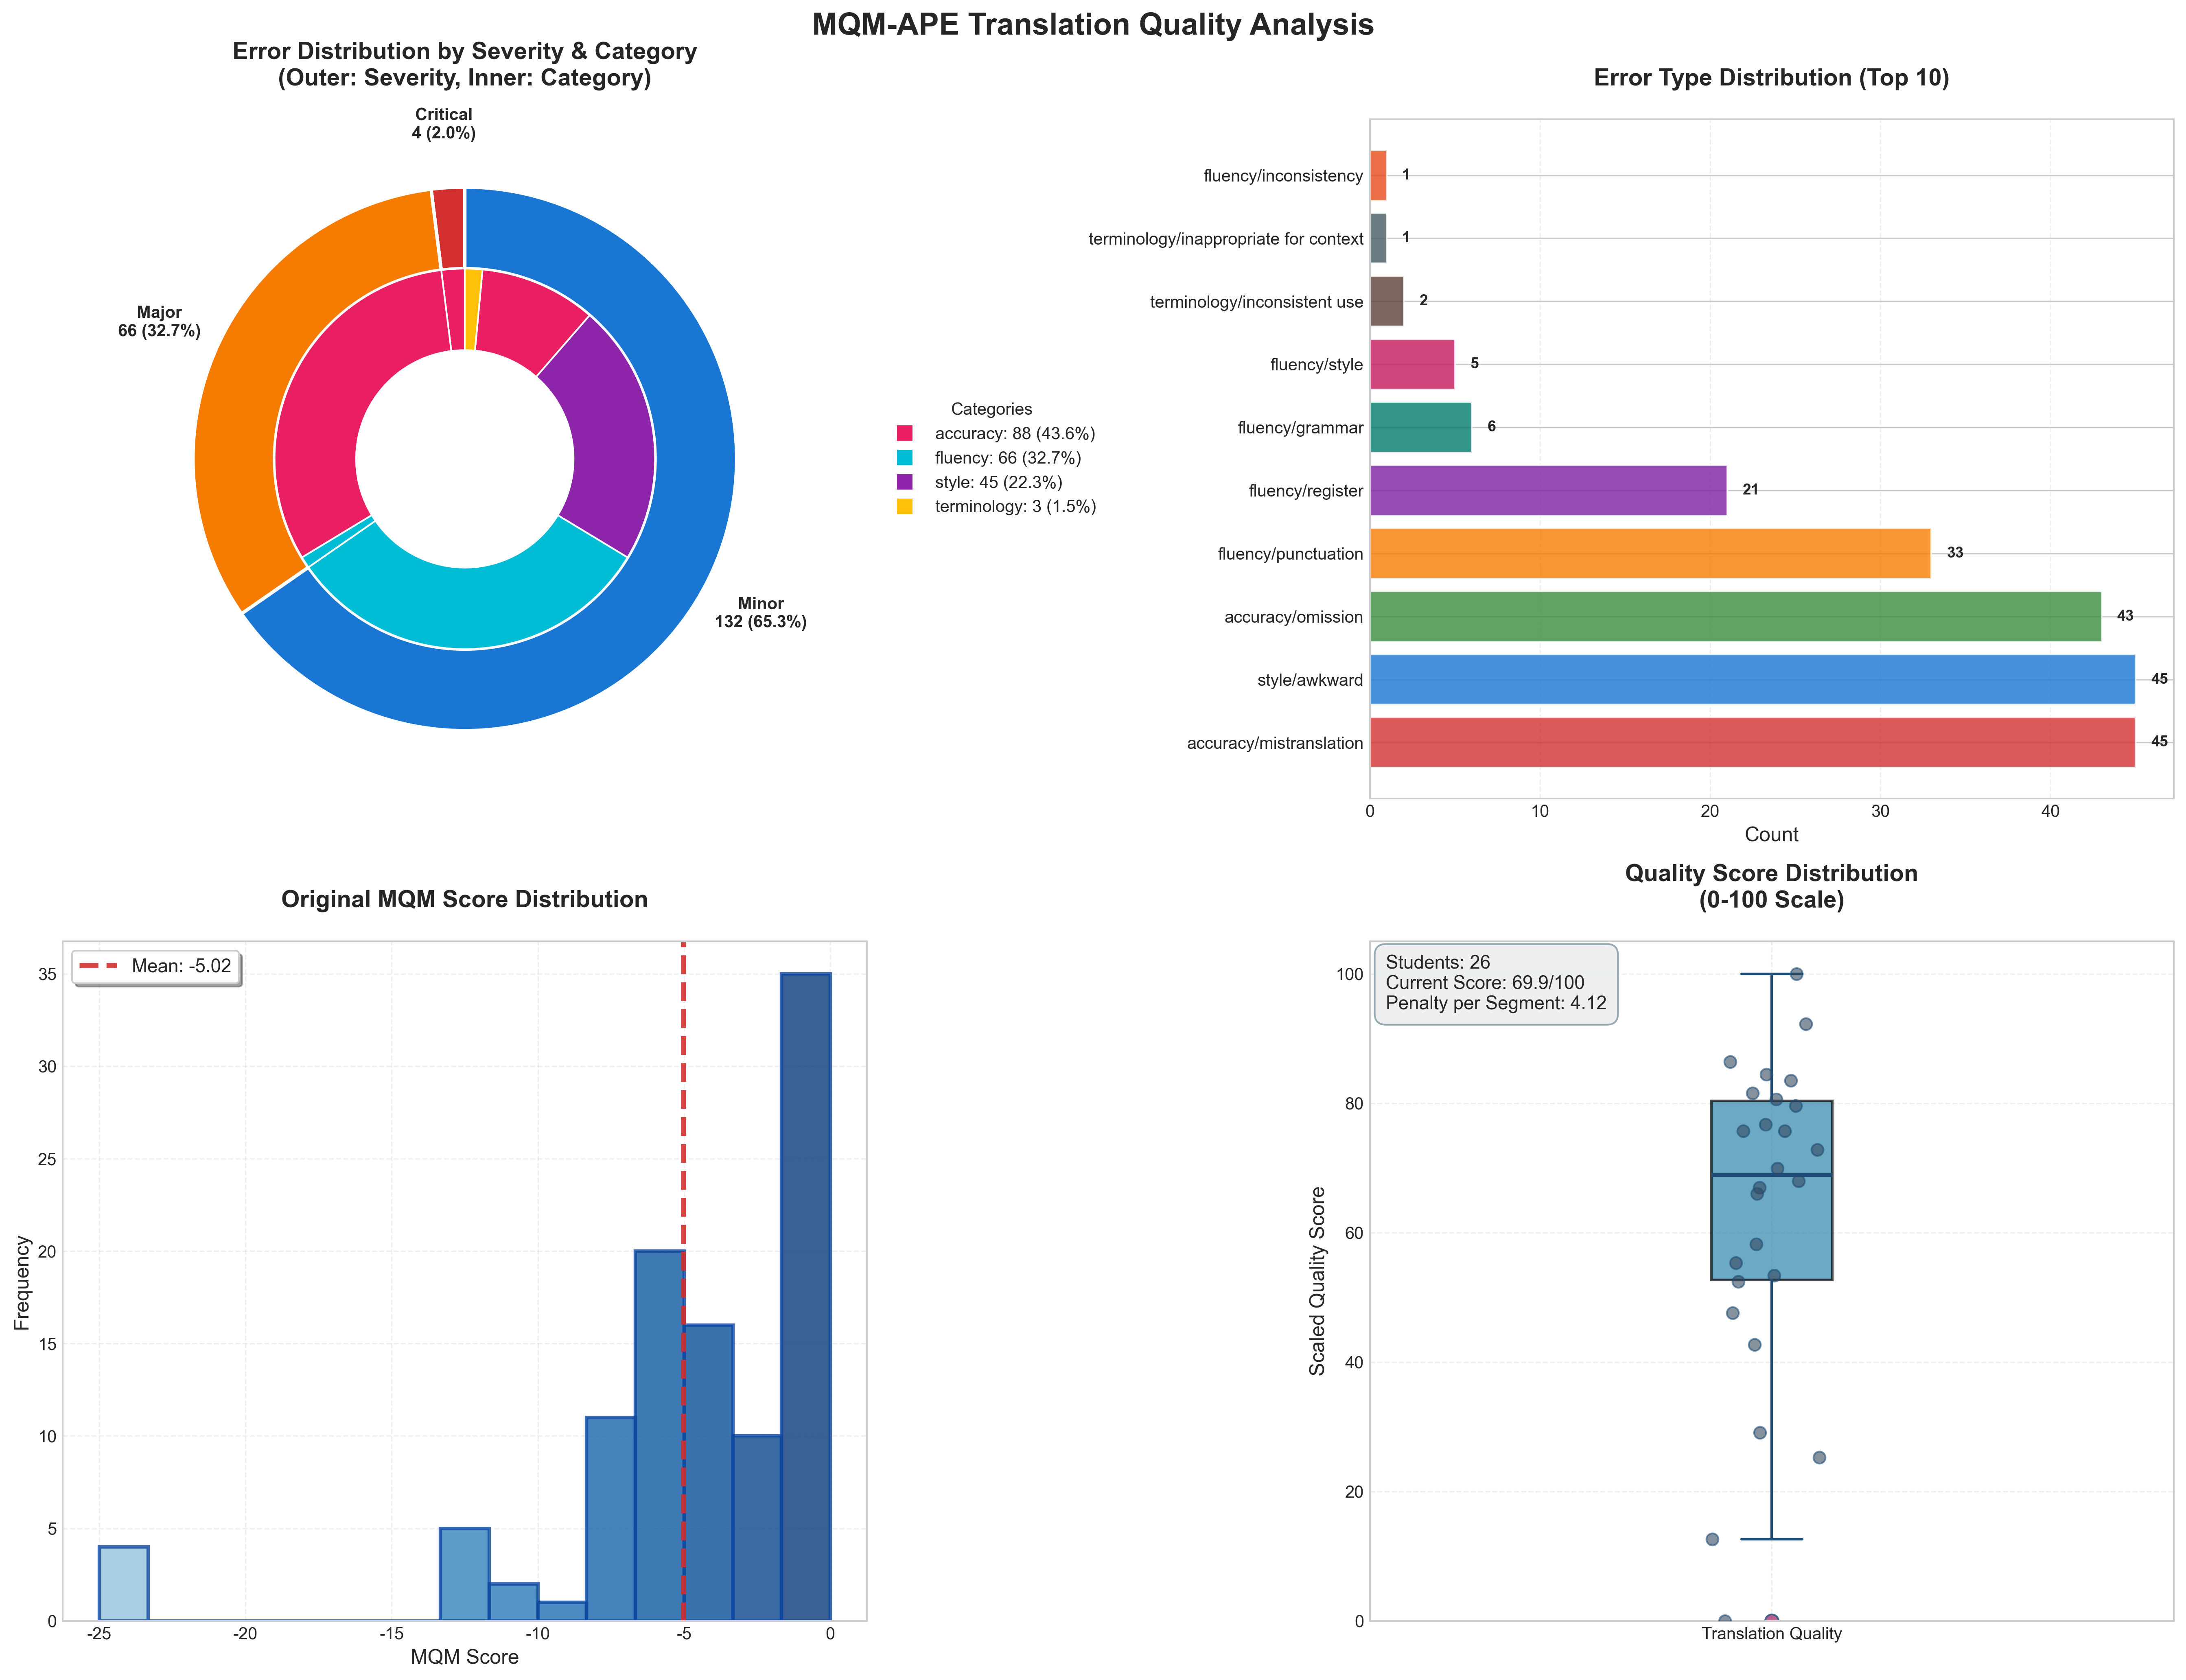 MQM-APE Translation Quality Analysis
Error Distribution by Severity & Category
(Outer: Severity, Inner: Category)
Critical
4 (2.0%)
Major
66 (32.7%)
Minor
132 (65.3%)
Categories
accuracy: 88 (43.6%)
fluency: 66 (32.7%)
style: 45 (22.3%)
terminology: 3 (1.5%)
Error Type Distribution (Top 10)
fluency/inconsistency
1
terminology/inappropriate for context
1
terminology/inconsistent use
2
fluency/style
5
fluency/grammar
6
fluency/register
21
fluency/punctuation
33
accuracy/omission
43
style/awkward
45
accuracy/mistranslation
45
0 10 20 30 40
Count
Original MQM Score Distribution
Mean: -5.02
35
30
25
20
15
10
5
0
Frequency
-25 -20 -15 -10 -5 0
MQM Score
Quality Score Distribution
(0-100 Scale)
Students: 26
Current Score: 69.9/100
Penalty per Segment: 4.12
100
80
60
40
20
0
Scaled Quality Score
Translation Quality